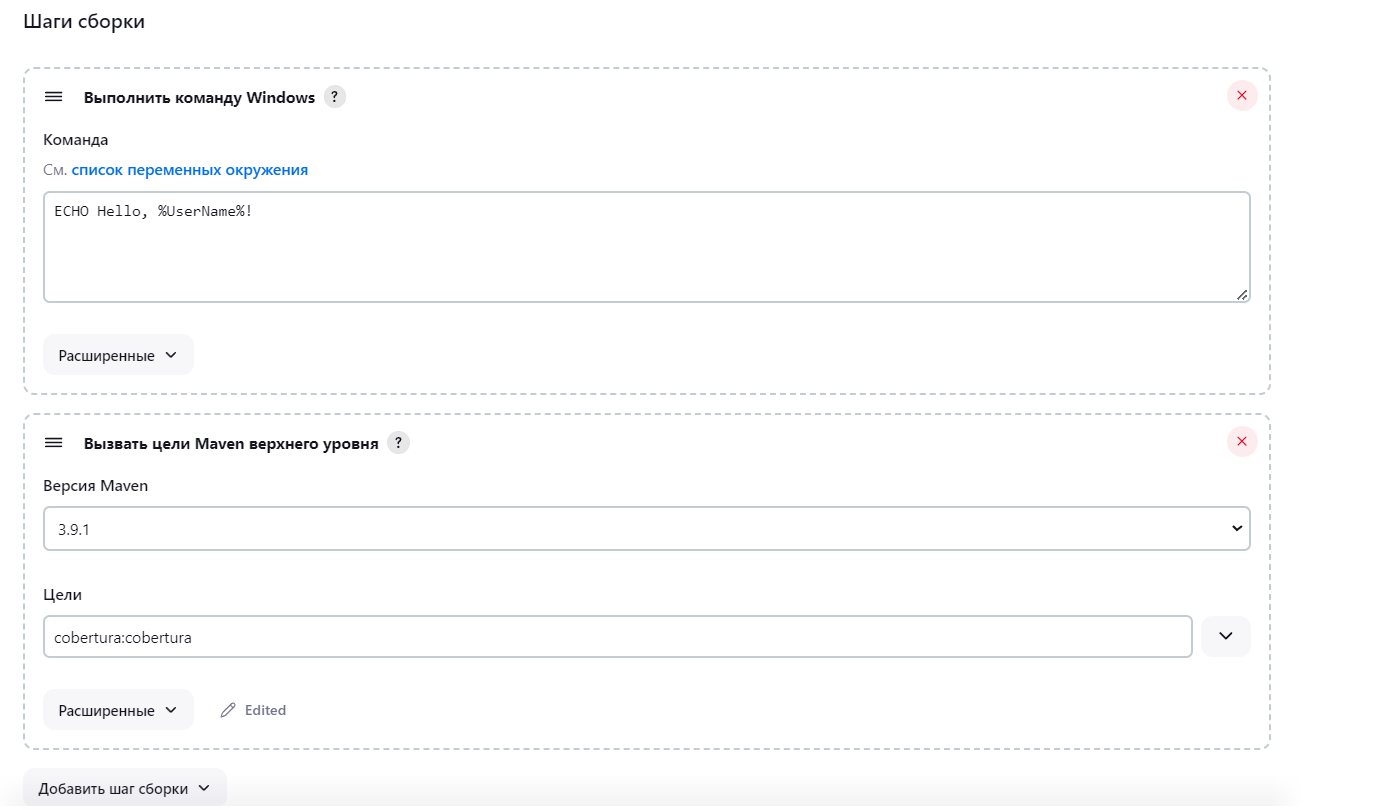 Шаги сборки
Выполнить команду Windows ?
Команда
См. список переменных окружения
ECHO Hello, %UserName%!
Расширенные
Вызвать цели Maven верхнего уровня ?
Версия Maven
3.9.1
Цели
cobertura:cobertura
Расширенные Edited
Добавить шаг сборки